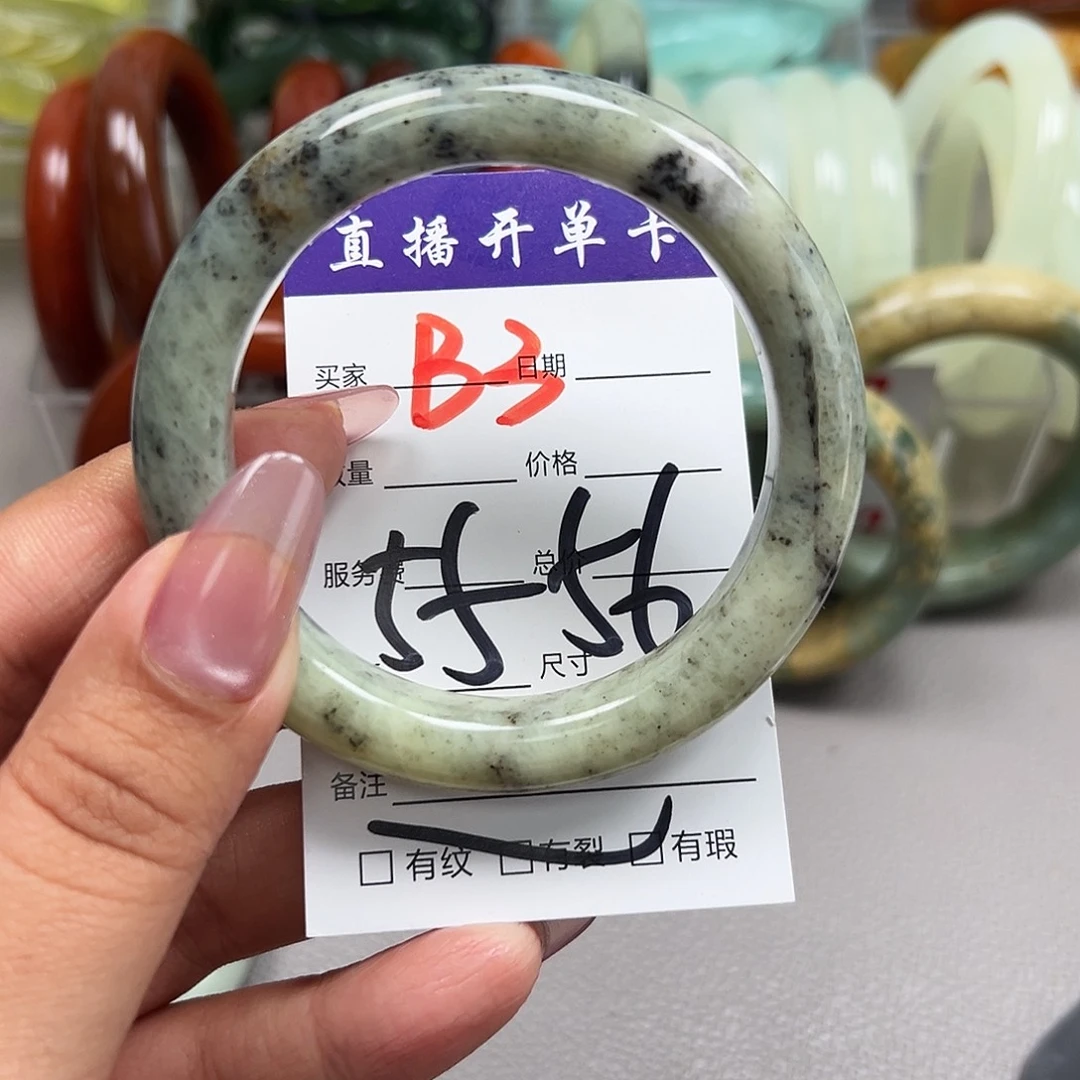 直播开单卡
买家 B3 日期
数量 价格
服务费 总价
55-56
尺寸
备注
□ 有纹 □ 有裂 □ 有瑕